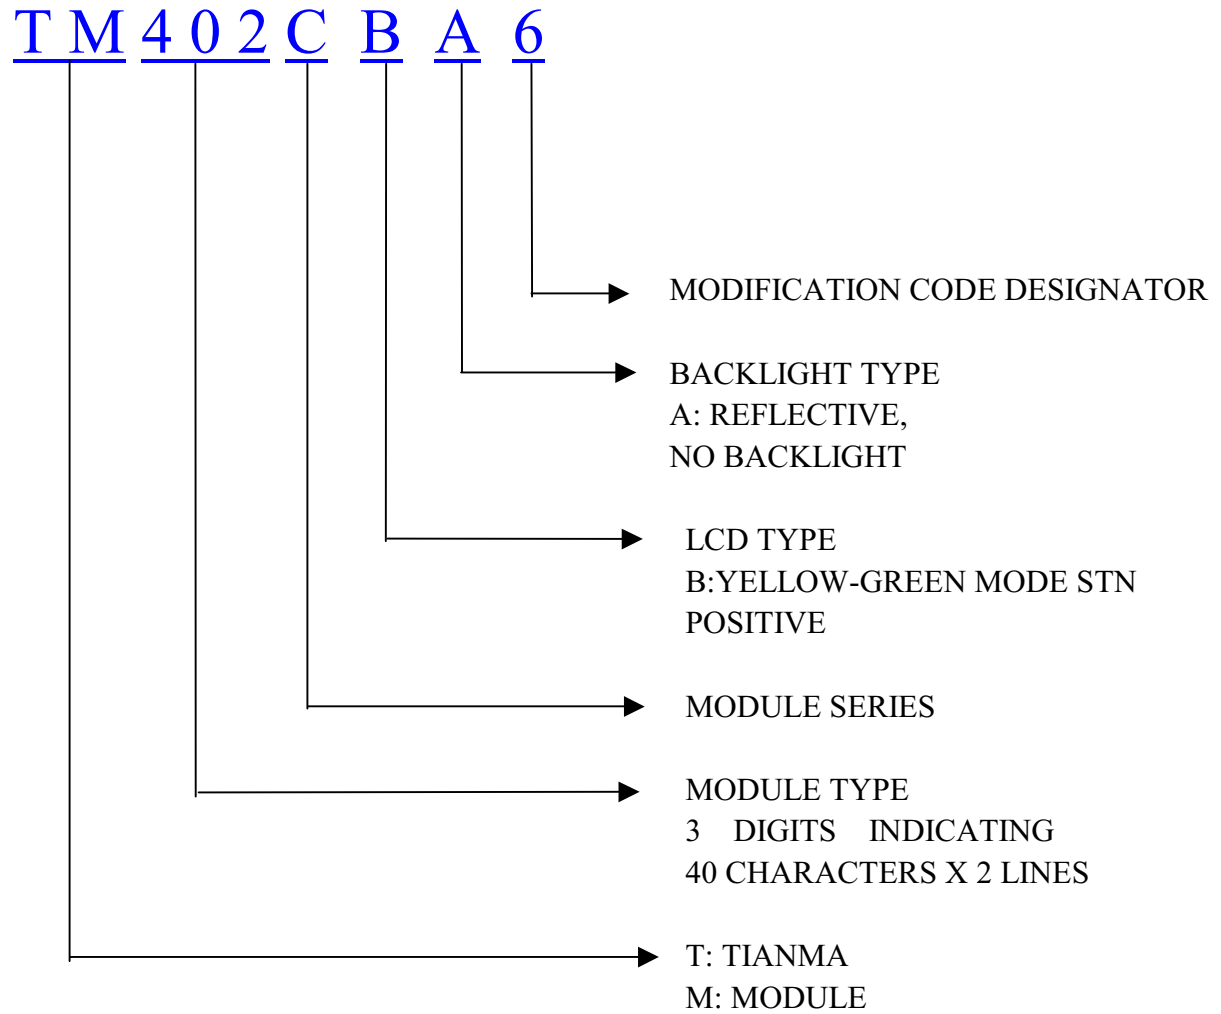 T M 4 0 2 C B A 6
MODIFICATION CODE DESIGNATOR
BACKLIGHT TYPE
A: REFLECTIVE,
NO BACKLIGHT
LCD TYPE
B:YELLOW-GREEN MODE STN
POSITIVE
MODULE SERIES
MODULE TYPE
3 DIGITS INDICATING
40 CHARACTERS X 2 LINES
T: TIANMA
M: MODULE